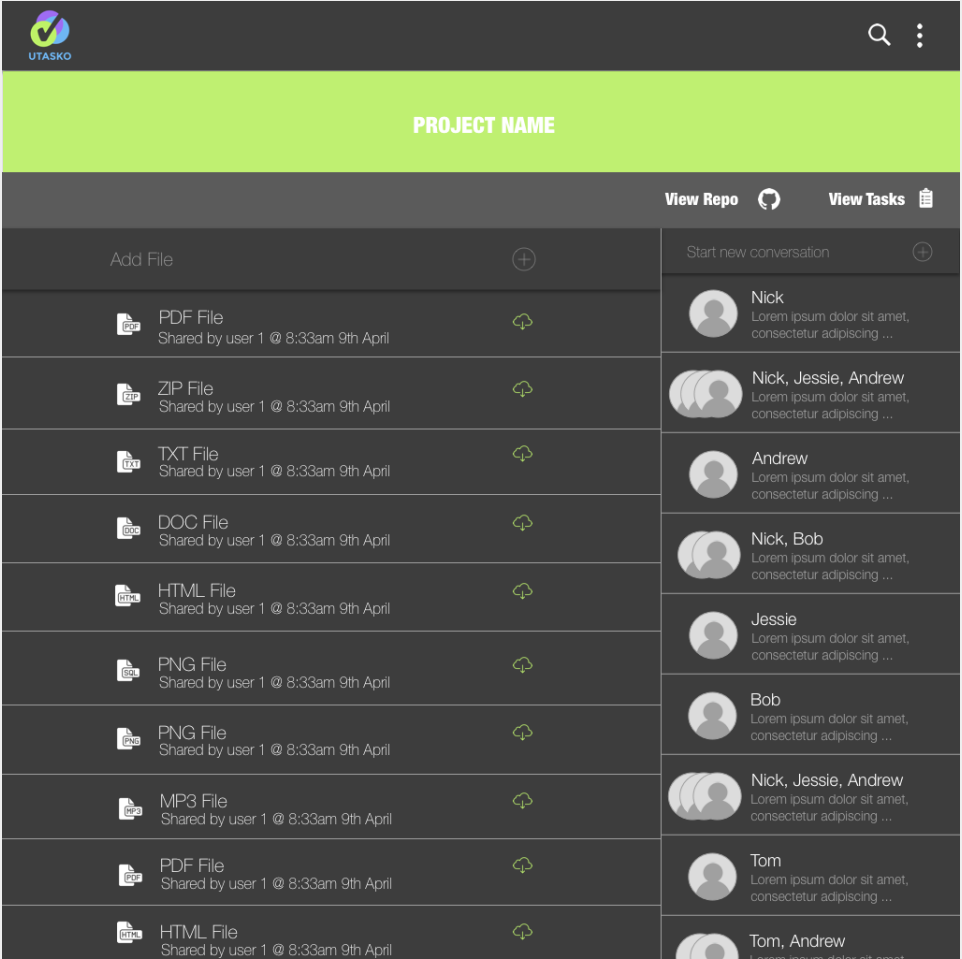 UTASKO
PROJECT NAME
View Repo
View Tasks
Add File
PDF
PDF File
Shared by user 1 @ 8:33am 9th April
ZIP
ZIP File
Shared by user 1 @ 8:33am 9th April
TXT
TXT File
Shared by user 1 @ 8:33am 9th April
DOC
DOC File
Shared by user 1 @ 8:33am 9th April
HTML
HTML File
Shared by user 1 @ 8:33am 9th April
SQL
PNG File
Shared by user 1 @ 8:33am 9th April
PNG
PNG File
Shared by user 1 @ 8:33am 9th April
MP3
MP3 File
Shared by user 1 @ 8:33am 9th April
PDF
PDF File
Shared by user 1 @ 8:33am 9th April
HTML
HTML File
Shared by user 1 @ 8:33am 9th April
Start new conversation
Nick
Lorem ipsum dolor sit amet,
consectetur adipiscing ...
Nick, Jessie, Andrew
Lorem ipsum dolor sit amet,
consectetur adipiscing ...
Andrew
Lorem ipsum dolor sit amet,
consectetur adipiscing ...
Nick, Bob
Lorem ipsum dolor sit amet,
consectetur adipiscing ...
Jessie
Lorem ipsum dolor sit amet,
consectetur adipiscing ...
Bob
Lorem ipsum dolor sit amet,
consectetur adipiscing ...
Nick, Jessie, Andrew
Lorem ipsum dolor sit amet,
consectetur adipiscing ...
Tom
Lorem ipsum dolor sit amet,
consectetur adipiscing ...
Tom, Andrew
Lorem ipsum dolor sit amet,